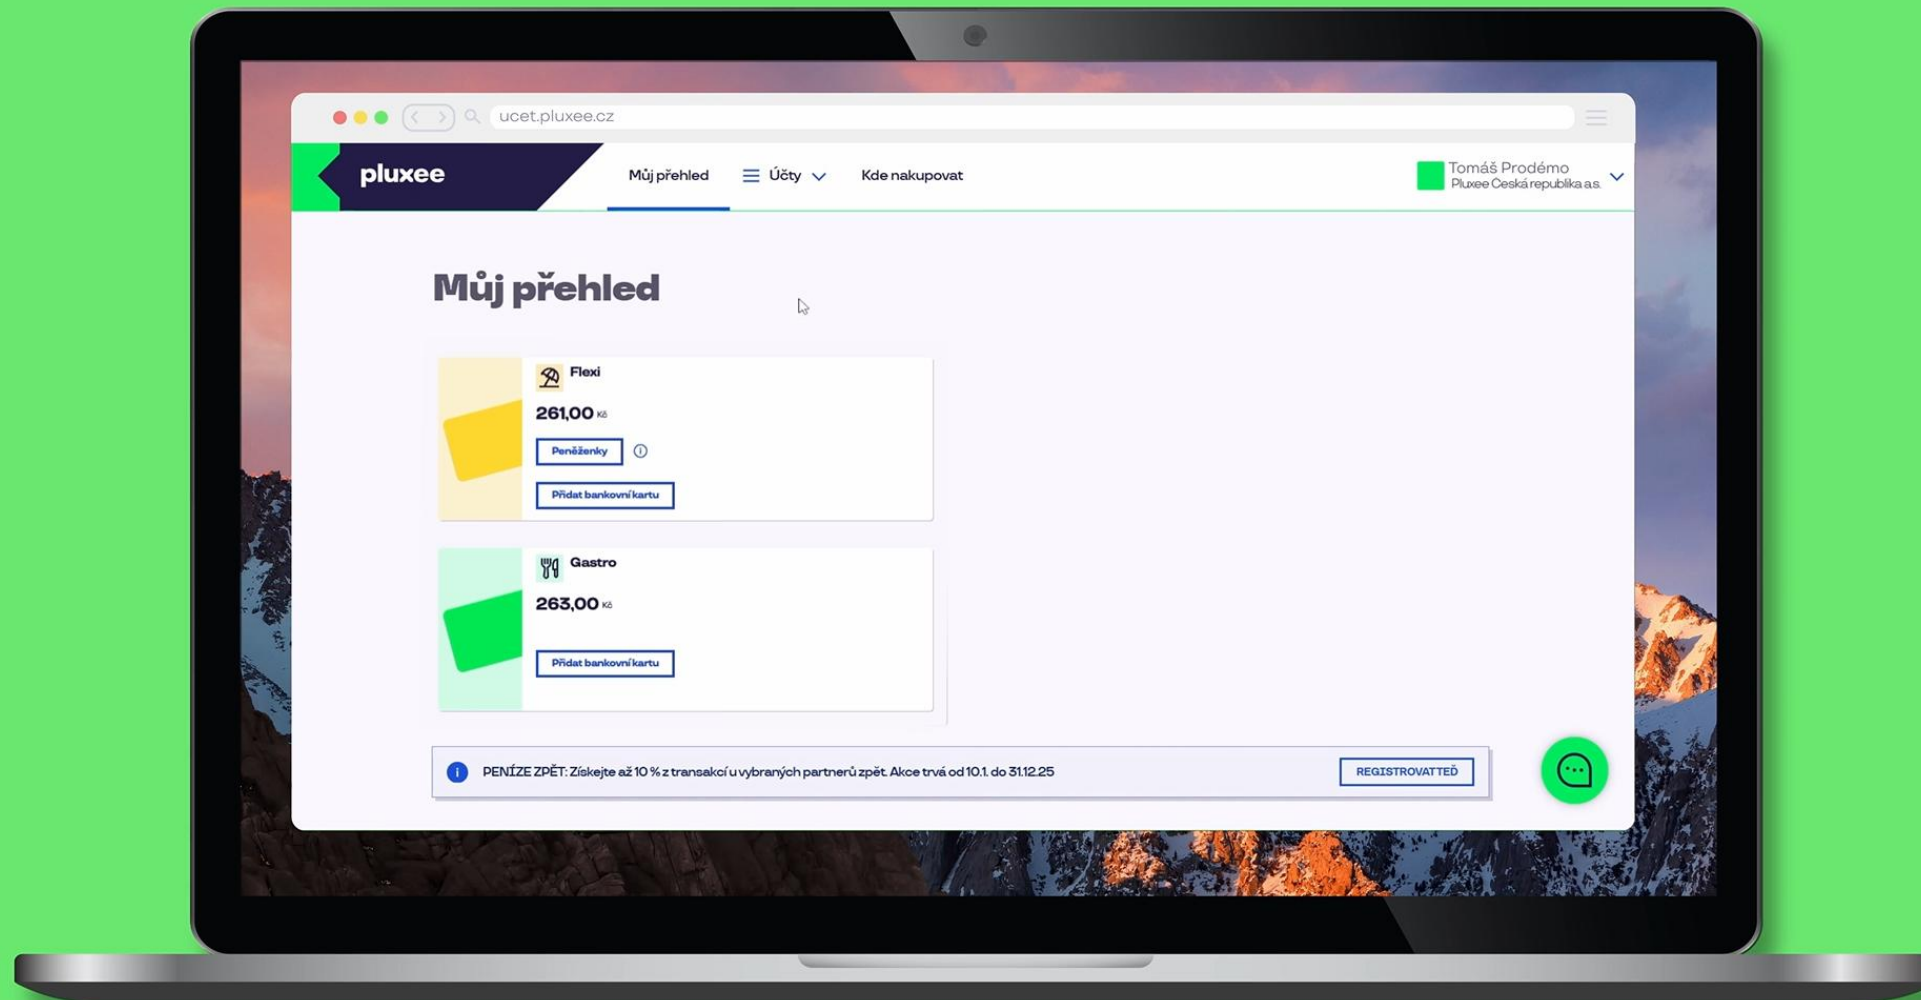 ucet.pluxee.cz
pluxee
Můj přehled
Účty
Kde nakupovat
Tomáš Prodémo
Pluxee Česká republika a.s.
Můj přehled
Flexi
261,00 Kč
Peněženky
Přidat bankovní kartu
Gastro
263,00 Kč
Přidat bankovní kartu
PENÍZE ZPĚT: Získejte až 10 % z transakcí u vybraných partnerů zpět. Akce trvá od 10.1. do 31.12.25
REGISTROVAT TEĎ